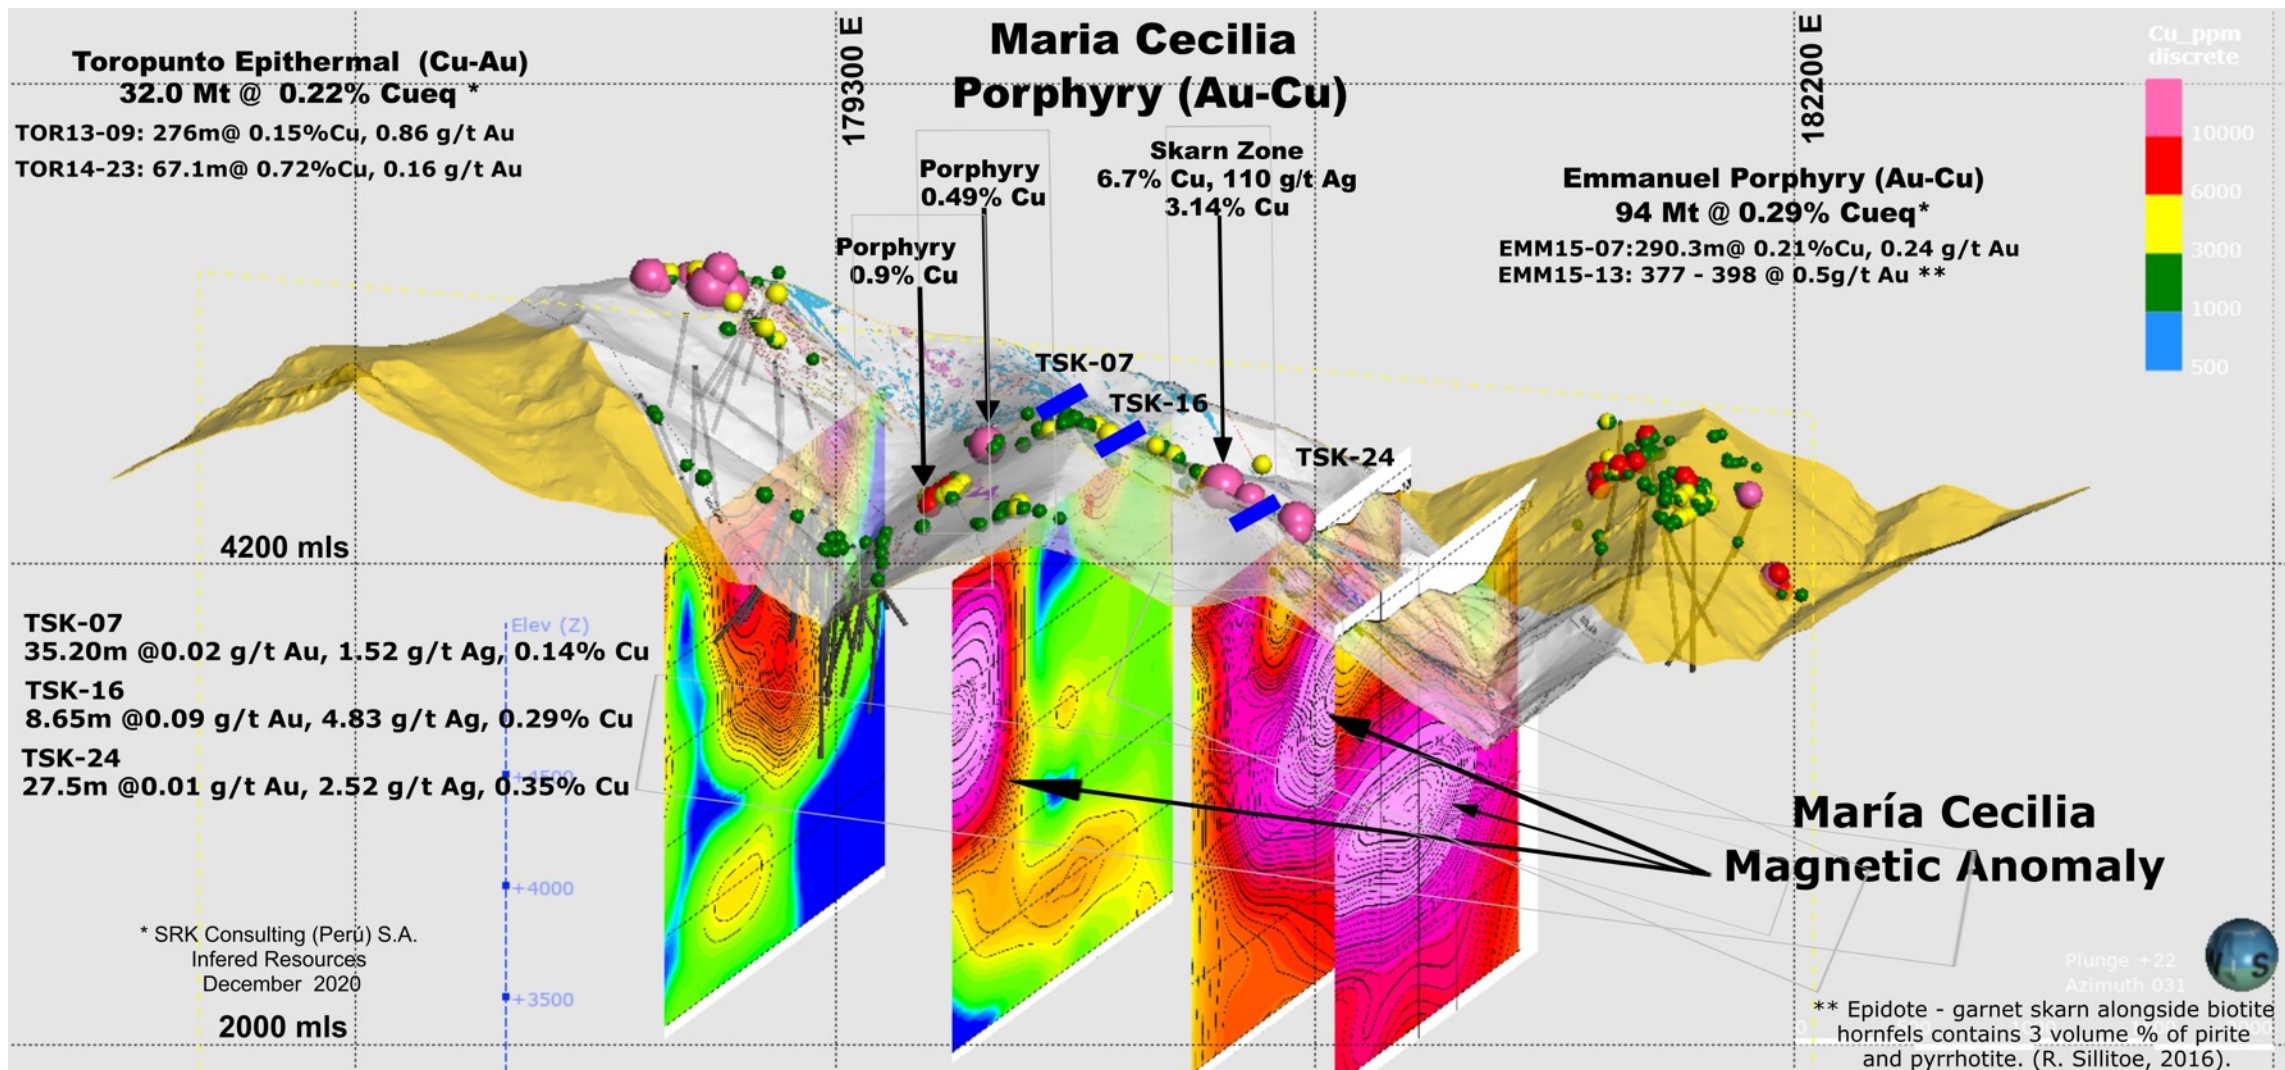 Toropunto Epithermal (Cu-Au)
32.0 Mt @ 0.22% Cueq *
TOR13-09: 276m@ 0.15%Cu, 0.86 g/t Au
TOR14-23: 67.1m@ 0.72%Cu, 0.16 g/t Au
179300 E
Maria Cecilia
Porphyry (Au-Cu)
Porphyry
0.49% Cu
Porphyry
0.9% Cu
Skarn Zone
6.7% Cu, 110 g/t Ag
3.14% Cu
182200 E
Emmanuel Porphyry (Au-Cu)
94 Mt @ 0.29% Cueq*
EMM15-07:290.3m@ 0.21%Cu, 0.24 g/t Au
EMM15-13: 377 - 398 @ 0.5g/t Au **
Cu_ppm
discrete
10000
6000
3000
1000
500
TSK-07
TSK-16
TSK-24
4200 mls
TSK-07
35.20m @0.02 g/t Au, 1.52 g/t Ag, 0.14% Cu
TSK-16
8.65m @0.09 g/t Au, 4.83 g/t Ag, 0.29% Cu
TSK-24
27.5m @0.01 g/t Au, 2.52 g/t Ag, 0.35% Cu
Elev (Z)
+4500
+4000
+3500
* SRK Consulting (Perú) S.A.
Infered Resources
December 2020
2000 mls
María Cecilia
Magnetic Anomaly
Plunge +22
Azimuth 031
S
** Epidote - garnet skarn alongside biotite
hornfels contains 3 volume % of pirite
and pyrrhotite. (R. Sillitoe, 2016).